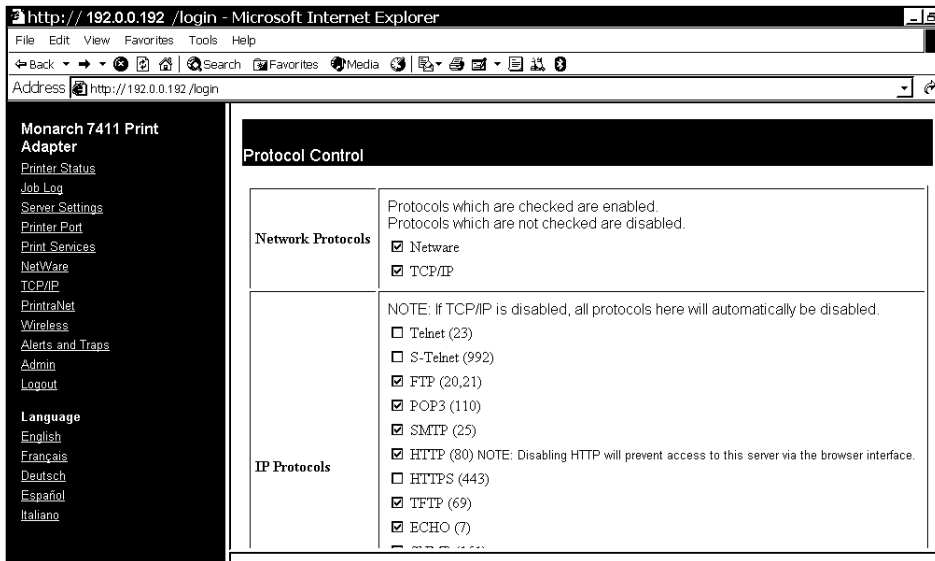 http:// 192.0.0.192 /login - Microsoft Internet Explorer
File Edit View Favorites Tools Help
Back Search Favorites Media
Address http://192.0.0.192/login
Monarch 7411 Print
Adapter
Printer Status
Job Log
Server Settings
Printer Port
Print Services
NetWare
TCP/IP
PrintraNet
Wireless
Alerts and Traps
Admin
Logout
Language
English
Français
Deutsch
Español
Italiano
Protocol Control
Network Protocols
Protocols which are checked are enabled.
Protocols which are not checked are disabled.
Netware
TCP/IP
IP Protocols
NOTE: If TCP/IP is disabled, all protocols here will automatically be disabled.
Telnet (23)
S-Telnet (992)
FTP (20,21)
POP3 (110)
SMTP (25)
HTTP (80) NOTE: Disabling HTTP will prevent access to this server via the browser interface.
HTTPS (443)
TFTP (69)
ECHO (7)